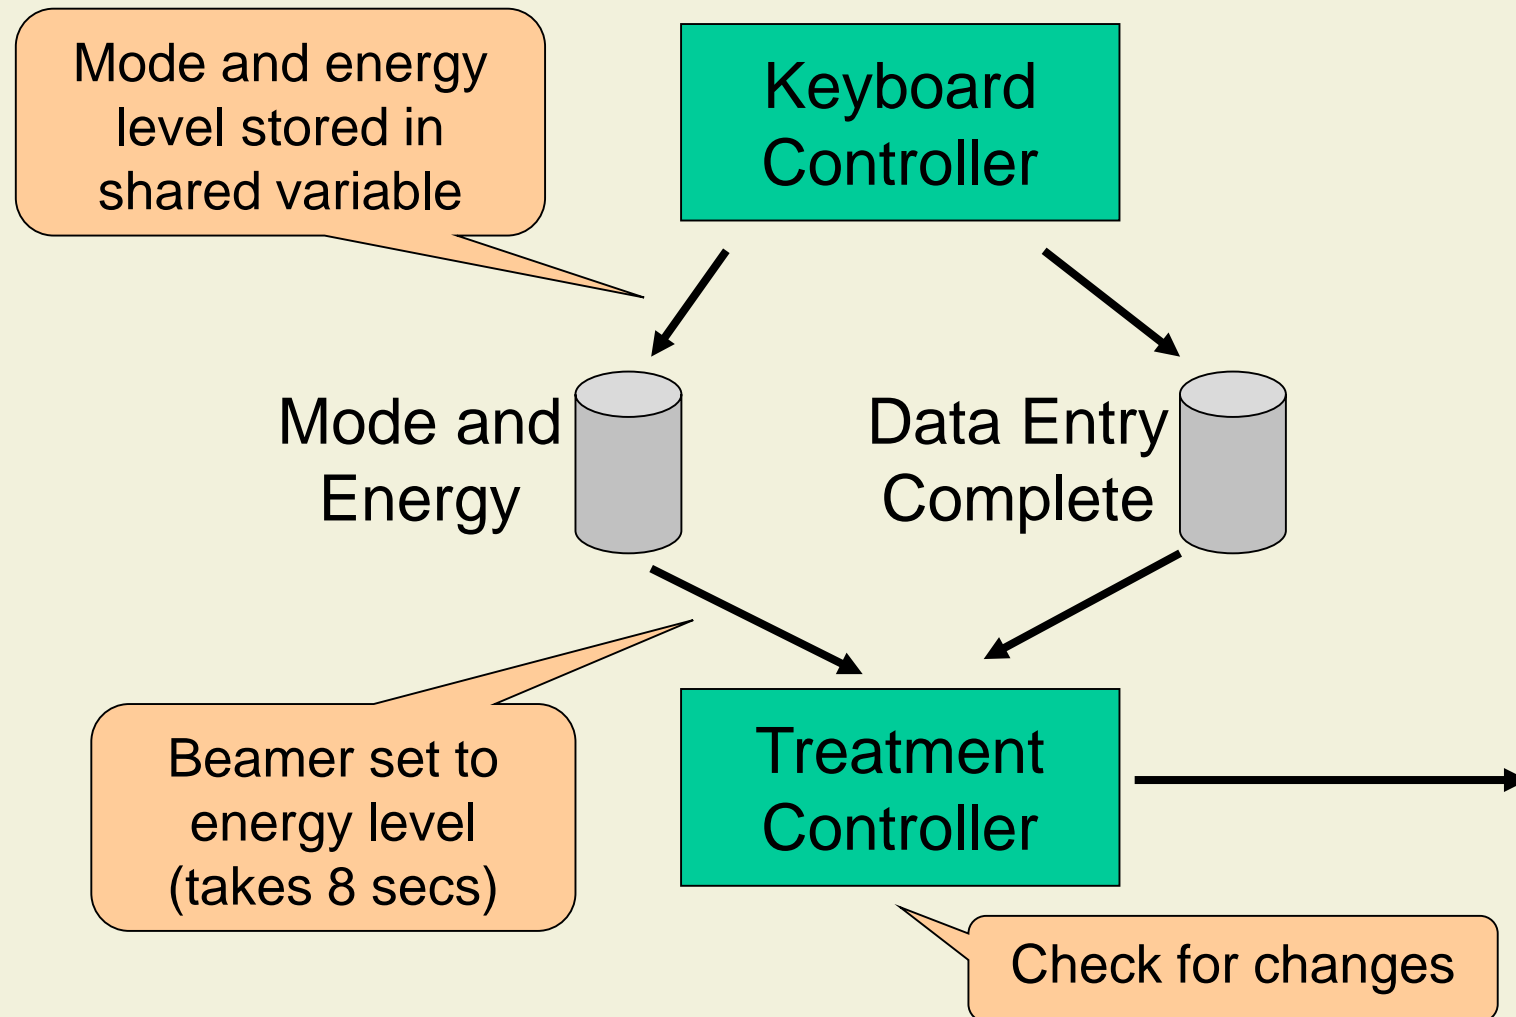 Mode and energy
level stored in
shared variable
Keyboard
Controller
Mode and
Energy
Data Entry
Complete
Beamer set to
energy level
(takes 8 secs)
Treatment
Controller
Check for changes